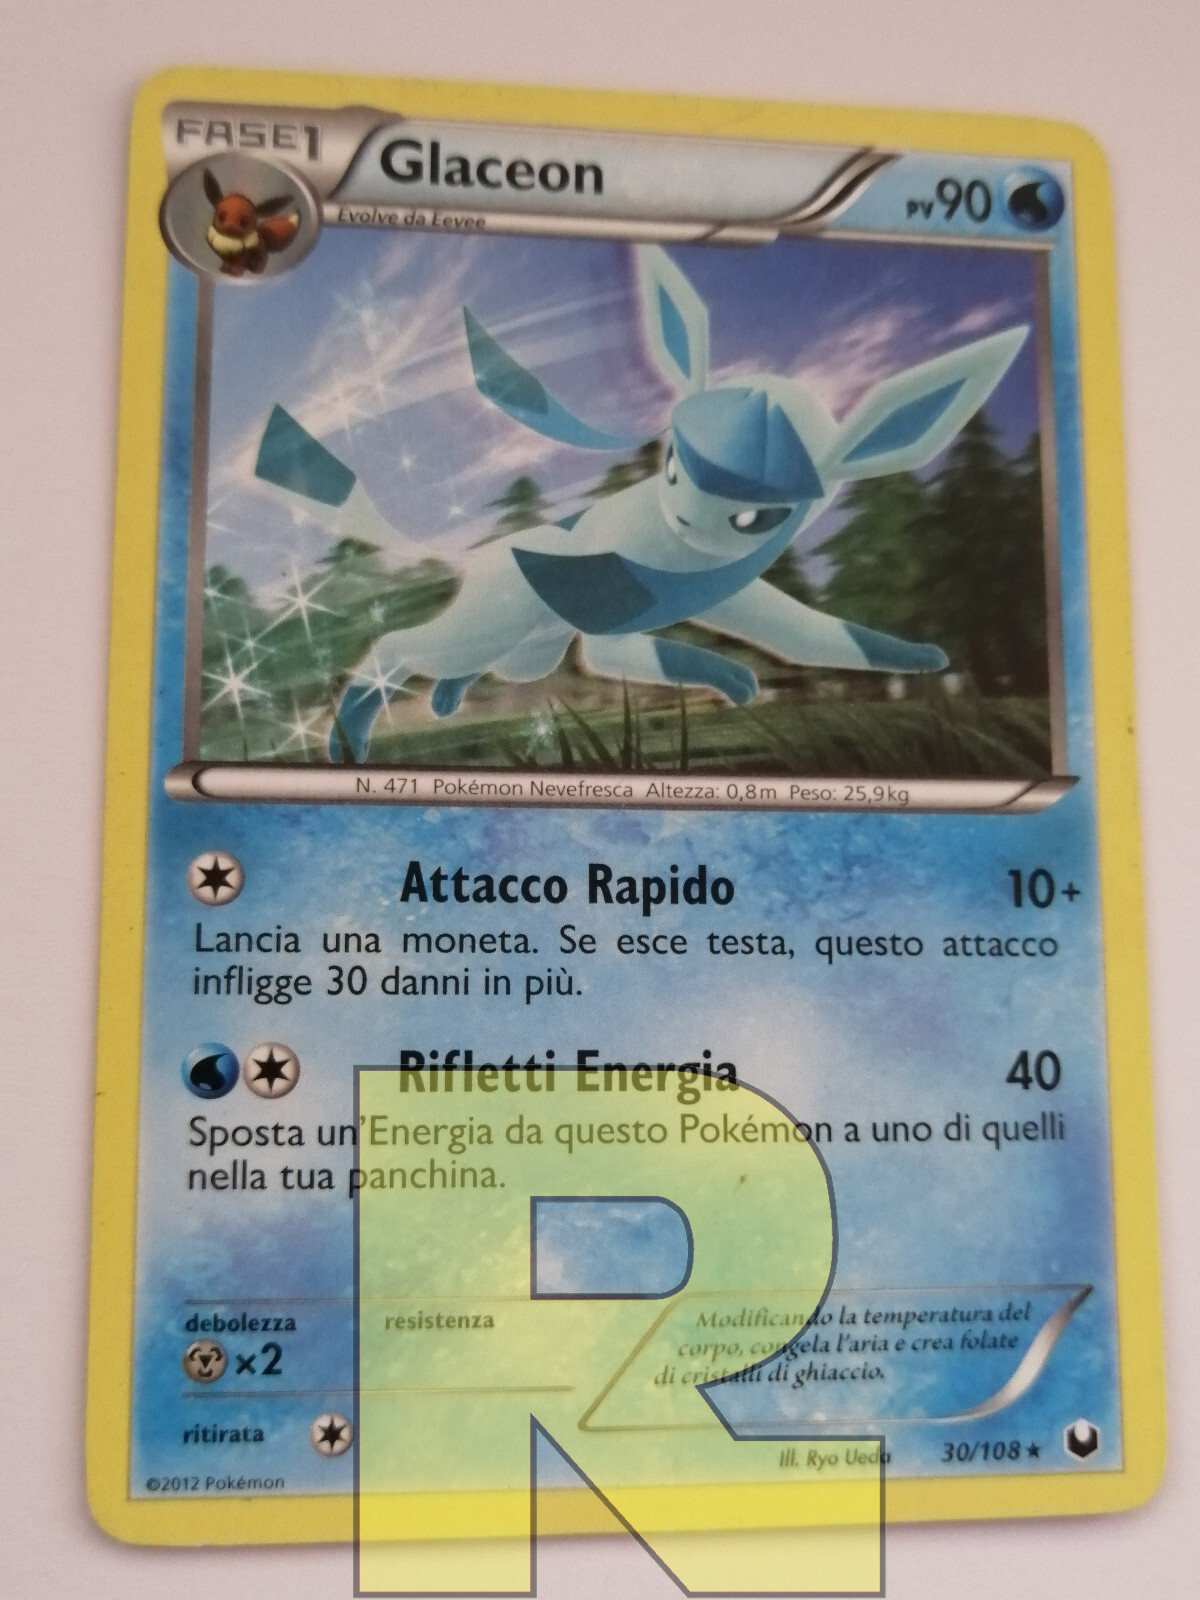 FASE1
Glaceon
PV90
Evolve da Eevee
N. 471 Pokémon Nevefresca Altezza: 0,8m Peso: 25,9kg
Attacco Rapido 10+
Lancia una moneta. Se esce testa, questo attacco
infligge 30 danni in più.
Rifletti Energia 40
Sposta un'Energia da questo Pokémon a uno di quelli
nella tua panchina.
debolezza resistenza
×2
Modificando la temperatura del
corpo, congela l'aria e crea folate
di cristalli di ghiaccio.
ritirata
Ill. Ryo Ueda 30/108 ★
©2012 Pokémon
R